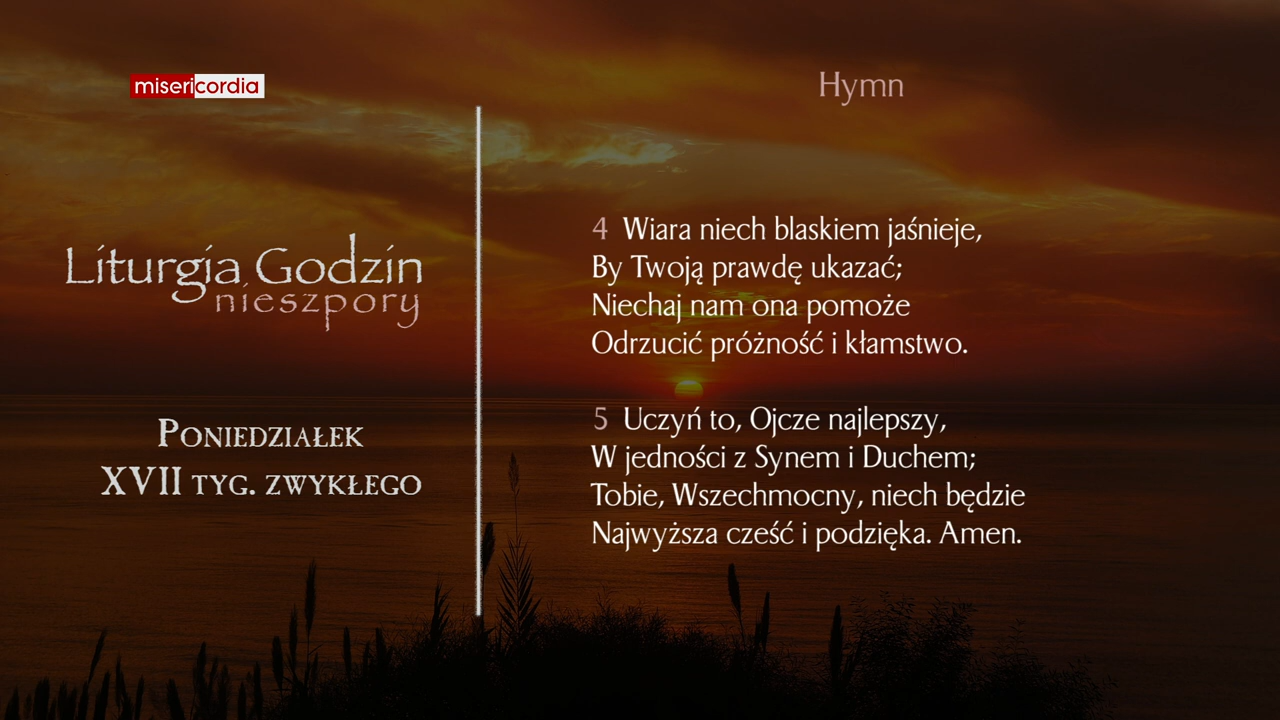 misericordia
Liturgia Godzin
nieszpory
Poniedziałek
XVII tyg. zwykłego
Hymn
4 Wiara niech blaskiem jaśnieje,
By Twoją prawdę ukazać;
Niechaj nam ona pomoże
Odrzucić próżność i kłamstwo.
5 Uczyń to, Ojcze najlepszy,
W jedności z Synem i Duchem;
Tobie, Wszechmocny, niech będzie
Najwyższa cześć i podzięka. Amen.